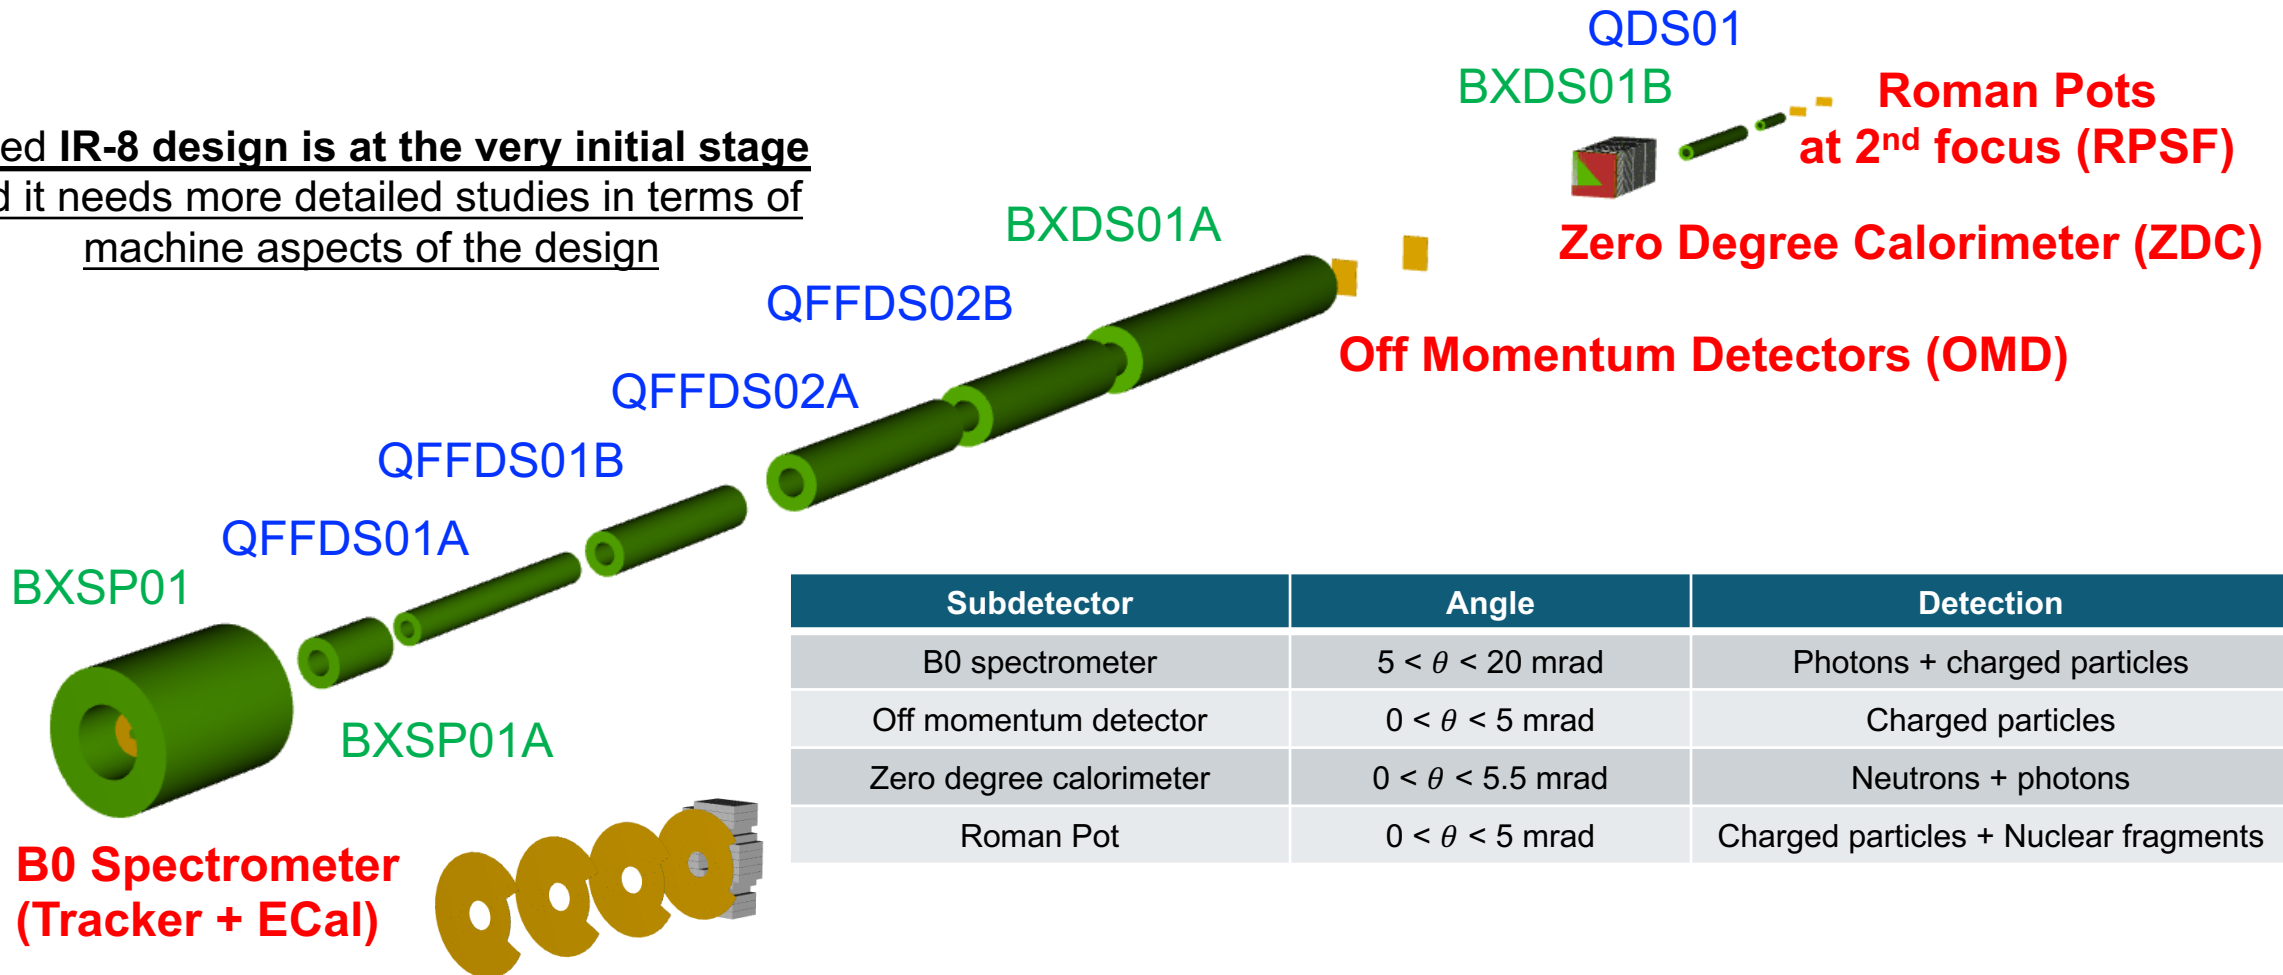 QDS01
BXDS01B
Roman Pots
at 2nd focus (RPSF)
IR-8 design is at the very initial stage
it needs more detailed studies in terms of
machine aspects of the design
BXDS01A
Zero Degree Calorimeter (ZDC)
QFFDS02B
Off Momentum Detectors (OMD)
QFFDS02A
QFFDS01B
QFFDS01A
BXSP01
BXSP01A
B0 Spectrometer
(Tracker + ECal)
Subdetector Angle Detection
B0 spectrometer 5 < θ < 20 mrad Photons + charged particles
Off momentum detector 0 < θ < 5 mrad Charged particles
Zero degree calorimeter 0 < θ < 5.5 mrad Neutrons + photons
Roman Pot 0 < θ < 5 mrad Charged particles + Nuclear fragments